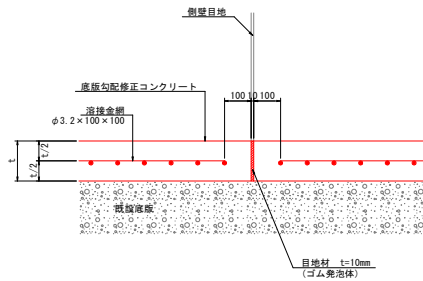 側壁目地
底版勾配修正コンクリート
100 10 100
溶接金網
φ3.2×100×100
t
t/2
t/2
既設底版
目地材　t=10mm
(ゴム発泡体)